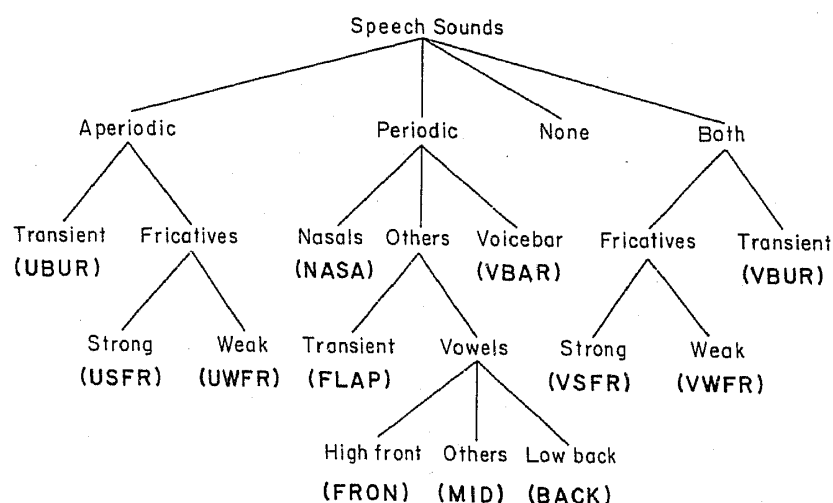 Speech Sounds
Aperiodic Periodic None Both
Transient Fricatives Nasals Others Voicebar Fricatives Transient
(UBUR) (NASA) (VBAR) (VBUR)
Strong Weak Transient Vowels Strong Weak
(USFR) (UWFR) (FLAP) (VSFR) (VWFR)
High front Others Low back
(FRON) (MID) (BACK)